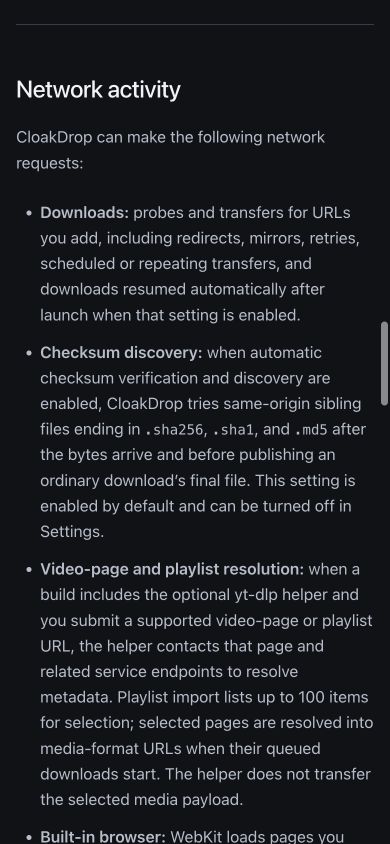 Network activity
CloakDrop can make the following network
requests:
• Downloads: probes and transfers for URLs
you add, including redirects, mirrors, retries,
scheduled or repeating transfers, and
downloads resumed automatically after
launch when that setting is enabled.
• Checksum discovery: when automatic
checksum verification and discovery are
enabled, CloakDrop tries same-origin sibling
files ending in .sha256, .sha1, and .md5 after
the bytes arrive and before publishing an
ordinary download’s final file. This setting is
enabled by default and can be turned off in
Settings.
• Video-page and playlist resolution: when a
build includes the optional yt-dlp helper and
you submit a supported video-page or playlist
URL, the helper contacts that page and
related service endpoints to resolve
metadata. Playlist import lists up to 100 items
for selection; selected pages are resolved into
media-format URLs when their queued
downloads start. The helper does not transfer
the selected media payload.
• Built-in browser: WebKit loads pages you